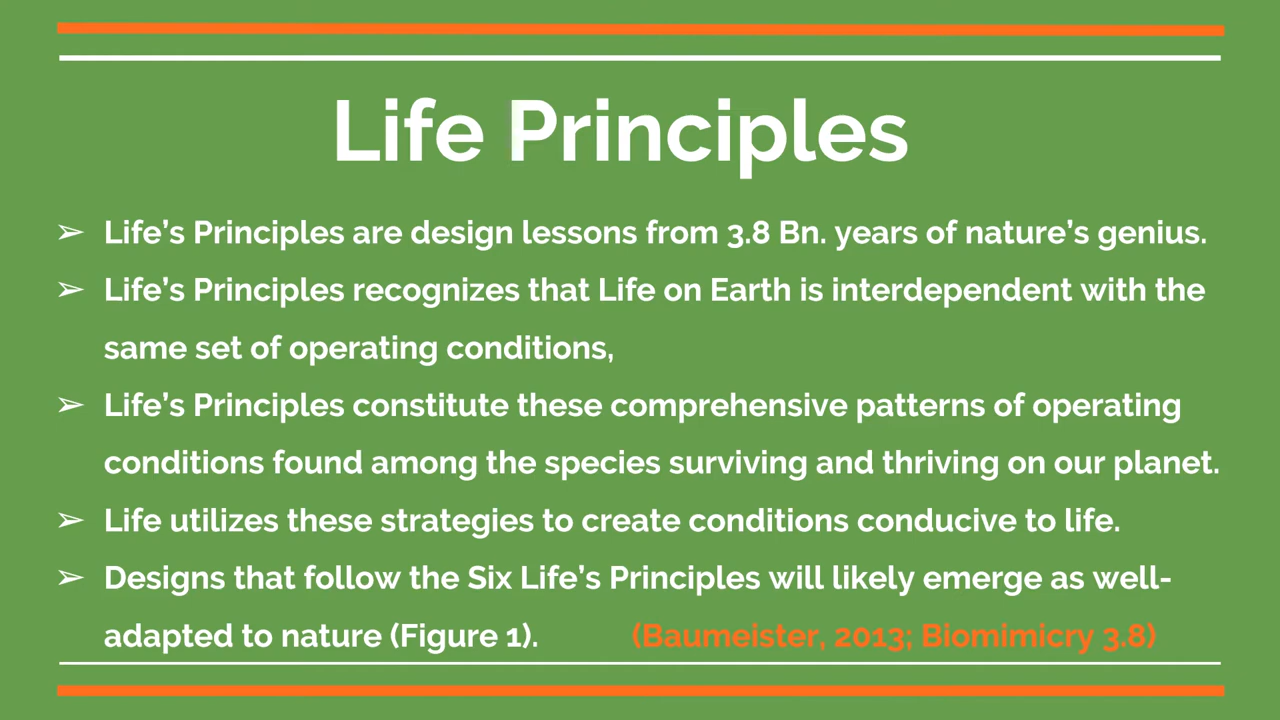 Life Principles
➢ Life’s Principles are design lessons from 3.8 Bn. years of nature’s genius.
➢ Life’s Principles recognizes that Life on Earth is interdependent with the
same set of operating conditions,
➢ Life’s Principles constitute these comprehensive patterns of operating
conditions found among the species surviving and thriving on our planet.
➢ Life utilizes these strategies to create conditions conducive to life.
➢ Designs that follow the Six Life’s Principles will likely emerge as well-
adapted to nature (Figure 1). (Baumeister, 2013; Biomimicry 3.8)